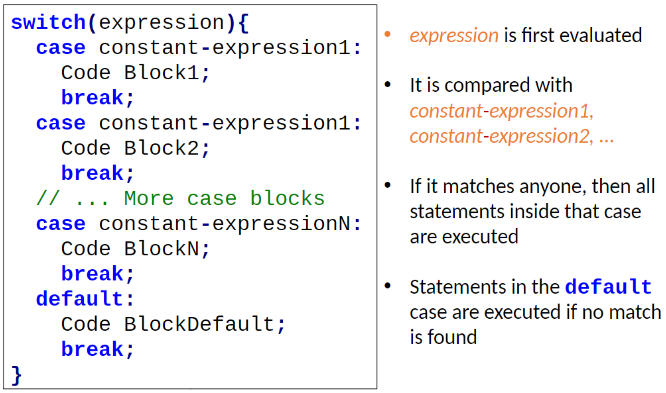 switch(expression){
case constant-expression1:
Code Block1;
break;
case constant-expression1:
Code Block2;
break;
// ... More case blocks
case constant-expressionN:
Code BlockN;
break;
default:
Code BlockDefault;
break;
}
• expression is first evaluated
• It is compared with
constant-expression1,
constant-expression2, ...
• If it matches anyone, then all
statements inside that case
are executed
• Statements in the default
case are executed if no match
is found